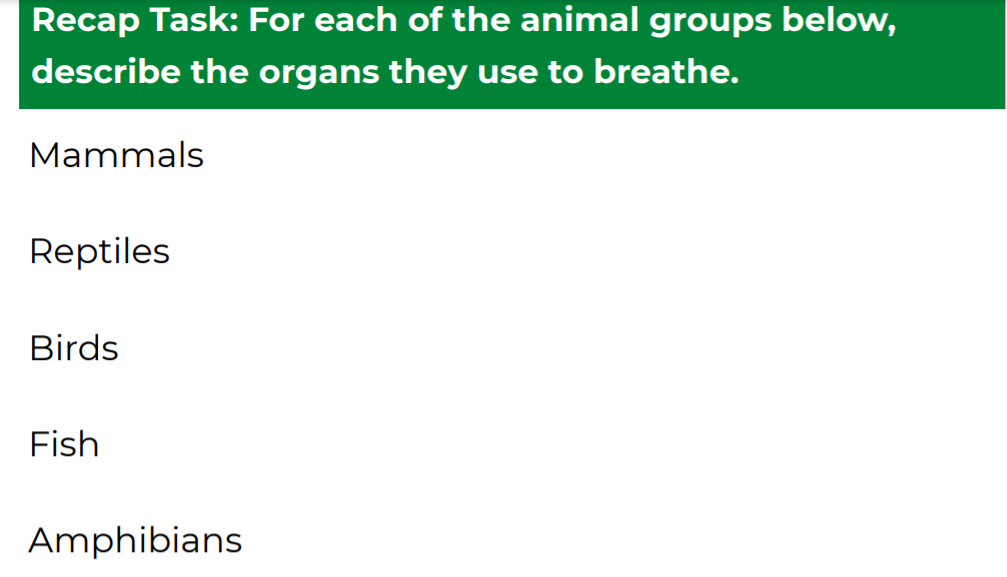 Recap Task: For each of the animal groups below,
describe the organs they use to breathe.
Mammals
Reptiles
Birds
Fish
Amphibians